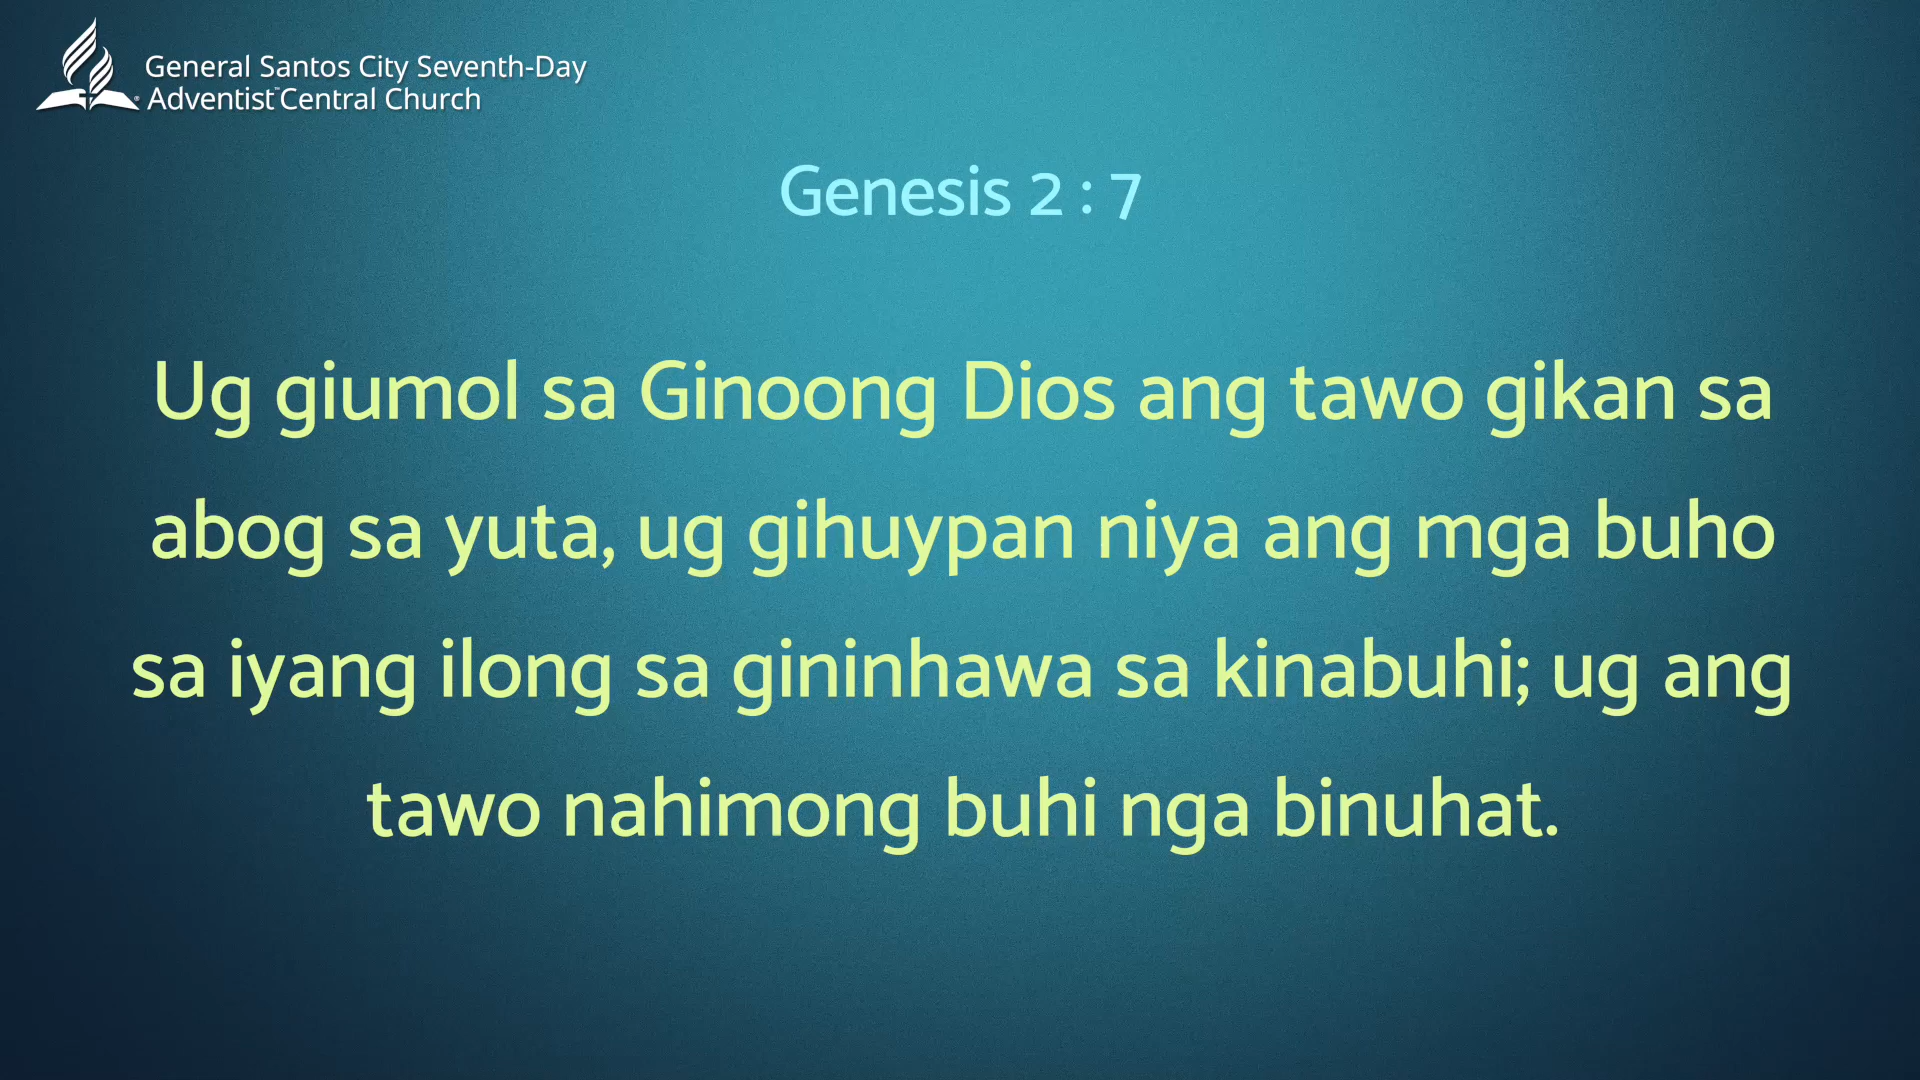 General Santos City Seventh-Day
Adventist™ Central Church
Genesis 2 : 7
Ug giumol sa Ginoong Dios ang tawo gikan sa
abog sa yuta, ug gihuypan niya ang mga buho
sa iyang ilong sa gininhawa sa kinabuhi; ug ang
tawo nahimong buhi nga binuhat.